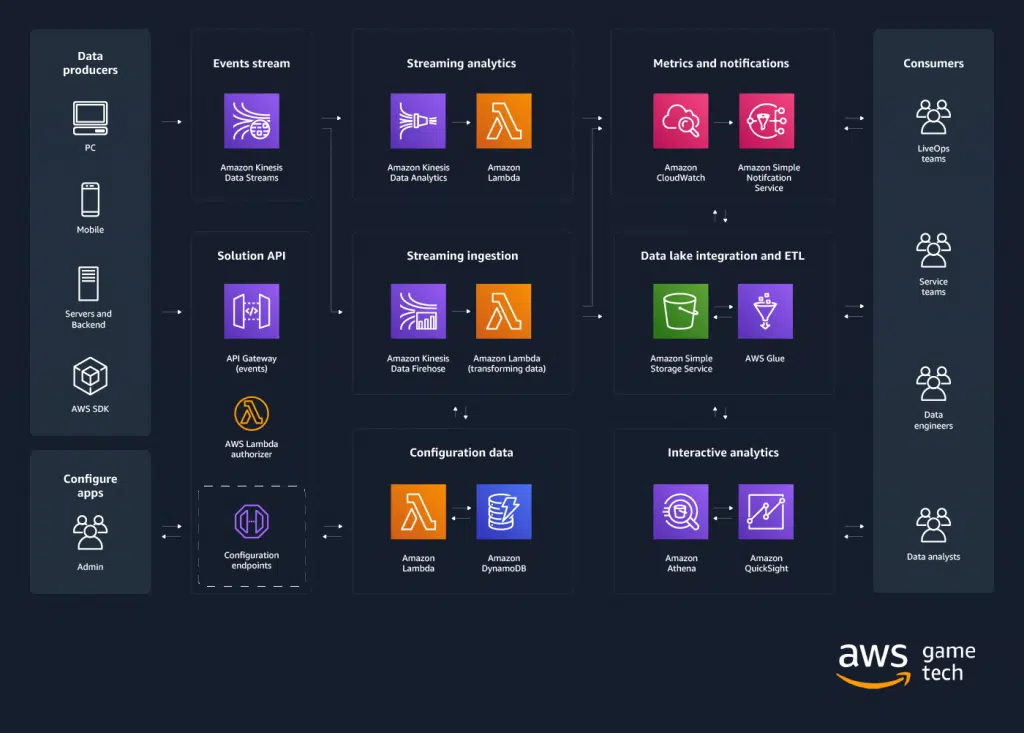 Data
producers
PC
Mobile
Servers and
Backend
AWS SDK
Configure
apps
Admin
Events stream
Amazon Kinesis
Data Streams
Solution API
API Gateway
(events)
AWS Lambda
authorizer
Configuration
endpoints
Streaming analytics
Amazon Kinesis
Data Analytics
Amazon
Lambda
Streaming ingestion
Amazon Kinesis
Data Firehose
Amazon Lambda
(transforming data)
Configuration data
Amazon
Lambda
Amazon
DynamoDB
Metrics and notifications
Amazon
CloudWatch
Amazon Simple
Notifcation
Service
Data lake integration and ETL
Amazon Simple
Storage Service
AWS Glue
Interactive analytics
Amazon
Athena
Amazon
QuickSight
Consumers
LiveOps
teams
Service
teams
Data
engineers
Data analysts
aws
game
tech